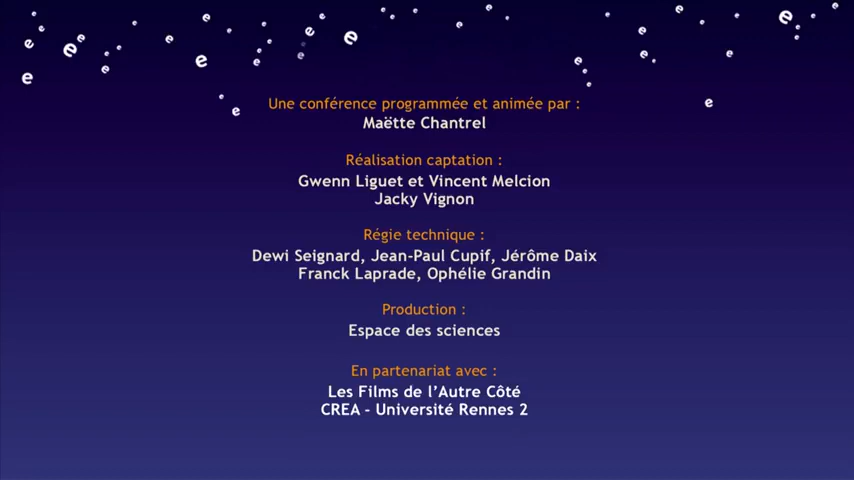 Une conférence programmée et animée par :
Maëtte Chantrel
Réalisation captation :
Gwenn Liguet et Vincent Melcion
Jacky Vignon
Régie technique :
Dewi Seignard, Jean-Paul Cupif, Jérôme Daix
Franck Laprade, Ophélie Grandin
Production :
Espace des sciences
En partenariat avec :
Les Films de l'Autre Côté
CREA - Université Rennes 2